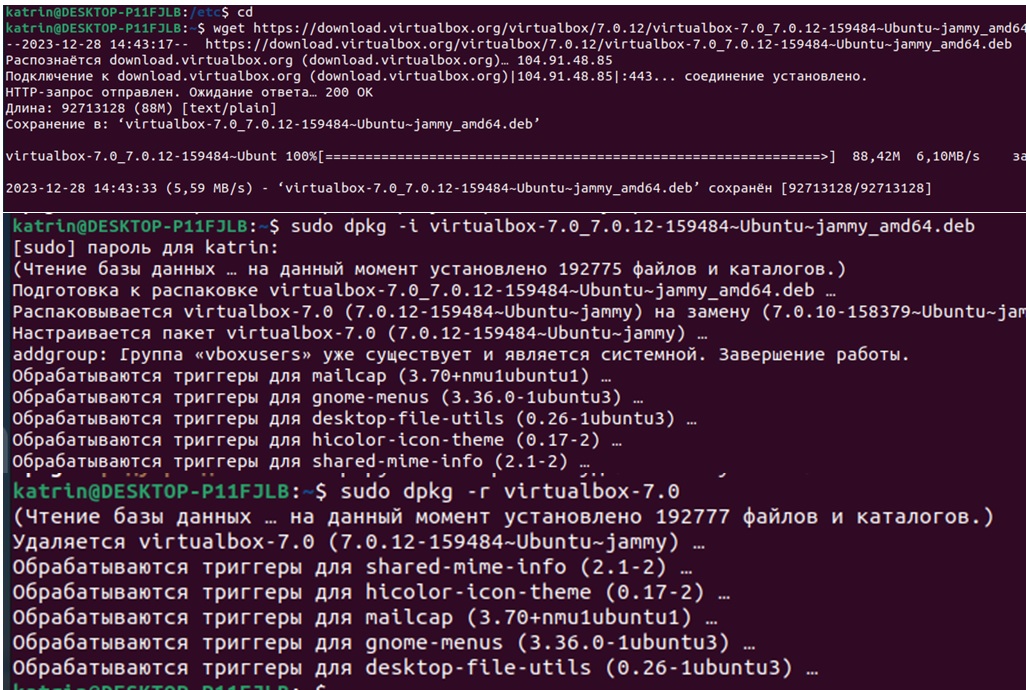 katrin@DESKTOP-P11FJLB:/etc$ cd
katrin@DESKTOP-P11FJLB:~$ wget https://download.virtualbox.org/virtualbox/7.0.12/virtualbox-7.0_7.0.12-159484~Ubuntu~jammy_amd64
--2023-12-28 14:43:17-- https://download.virtualbox.org/virtualbox/7.0.12/virtualbox-7.0_7.0.12-159484~Ubuntu~jammy_amd64.deb
Распознаётся download.virtualbox.org (download.virtualbox.org)… 104.91.48.85
Подключение к download.virtualbox.org (download.virtualbox.org)|104.91.48.85|:443... соединение установлено.
HTTP-запрос отправлен. Ожидание ответа… 200 OK
Длина: 92713128 (88M) [text/plain]
Сохранение в: ‘virtualbox-7.0_7.0.12-159484~Ubuntu~jammy_amd64.deb’
virtualbox-7.0_7.0.12-159484~Ubunt 100%[==============================================================>] 88,42M 6,10MB/s за
2023-12-28 14:43:33 (5,59 MB/s) - ‘virtualbox-7.0_7.0.12-159484~Ubuntu~jammy_amd64.deb’ сохранён [92713128/92713128]
katrin@DESKTOP-P11FJLB:~$ sudo dpkg -i virtualbox-7.0_7.0.12-159484~Ubuntu~jammy_amd64.deb
[sudo] пароль для katrin:
(Чтение базы данных … на данный момент установлено 192775 файлов и каталогов.)
Подготовка к распаковке virtualbox-7.0_7.0.12-159484~Ubuntu~jammy_amd64.deb …
Распаковывается virtualbox-7.0 (7.0.12-159484~Ubuntu~jammy) на замену (7.0.10-158379~Ubuntu~jam
Настраивается пакет virtualbox-7.0 (7.0.12-159484~Ubuntu~jammy) …
addgroup: Группа «vboxusers» уже существует и является системной. Завершение работы.
Обрабатываются триггеры для mailcap (3.70+nmu1ubuntu1) …
Обрабатываются триггеры для gnome-menus (3.36.0-1ubuntu3) …
Обрабатываются триггеры для desktop-file-utils (0.26-1ubuntu3) …
Обрабатываются триггеры для hicolor-icon-theme (0.17-2) …
Обрабатываются триггеры для shared-mime-info (2.1-2) …
katrin@DESKTOP-P11FJLB:~$ sudo dpkg -r virtualbox-7.0
(Чтение базы данных … на данный момент установлено 192777 файлов и каталогов.)
Удаляется virtualbox-7.0 (7.0.12-159484~Ubuntu~jammy) …
Обрабатываются триггеры для shared-mime-info (2.1-2) …
Обрабатываются триггеры для hicolor-icon-theme (0.17-2) …
Обрабатываются триггеры для mailcap (3.70+nmu1ubuntu1) …
Обрабатываются триггеры для gnome-menus (3.36.0-1ubuntu3) …
Обрабатываются триггеры для desktop-file-utils (0.26-1ubuntu3) …